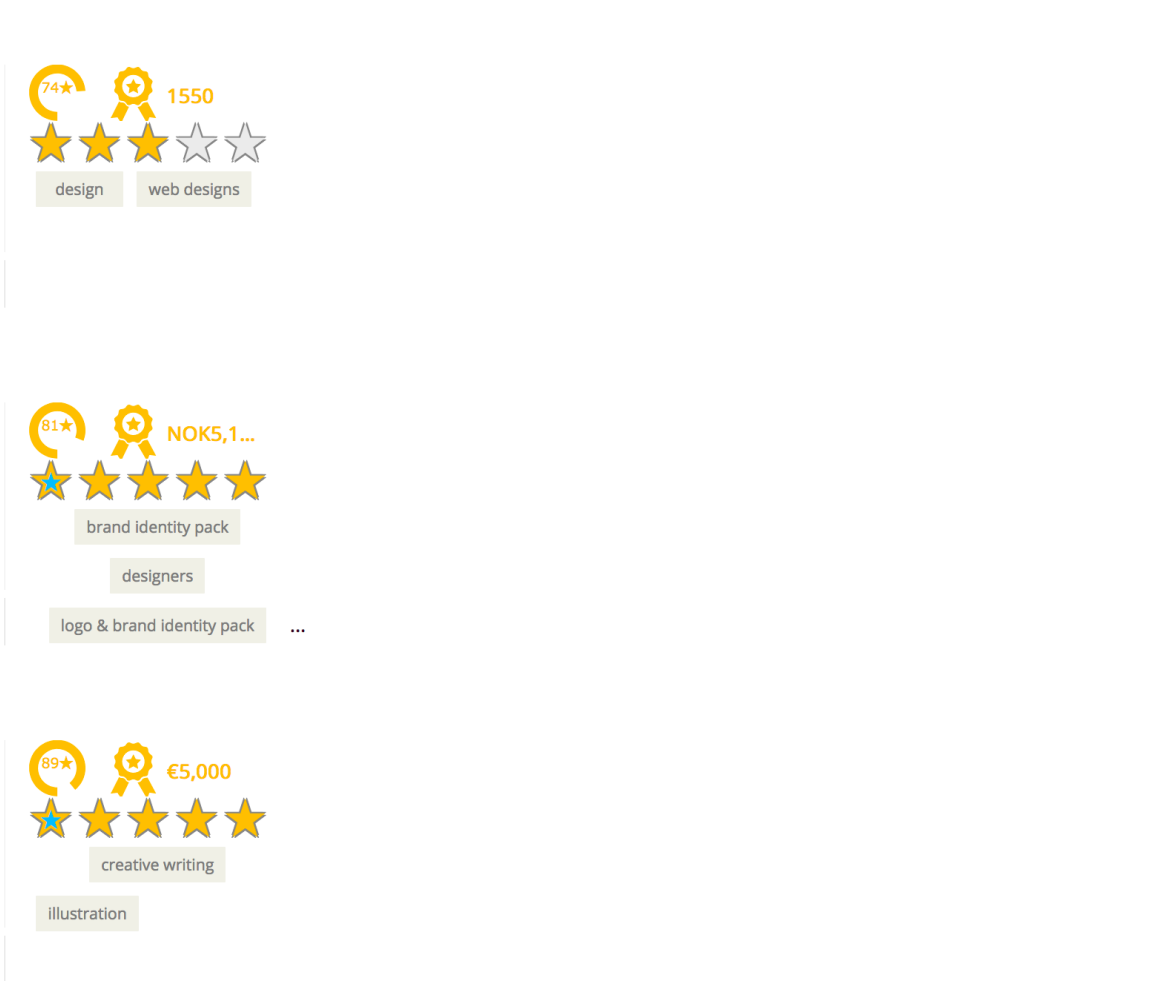 74★ 1550
design web designs
81★ NOK5,1...
brand identity pack
designers
logo & brand identity pack ...
89★ €5,000
creative writing
illustration